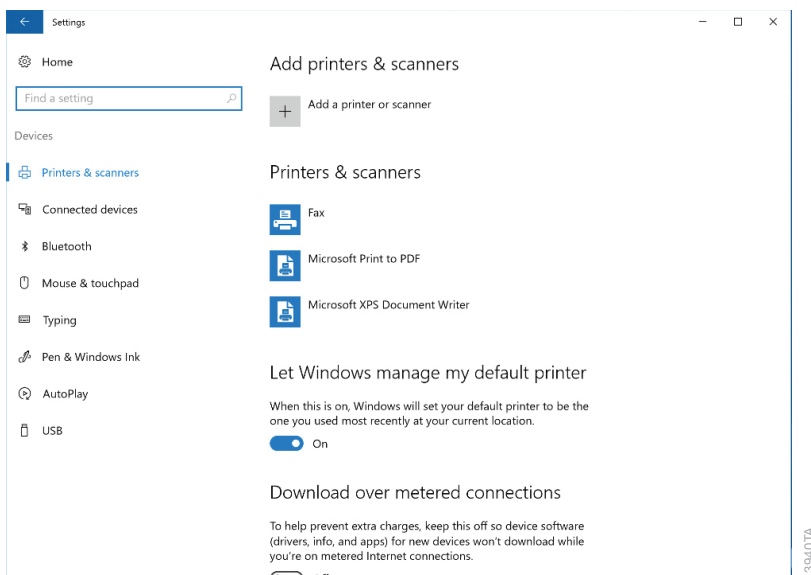 Settings
Home
Find a setting
Devices
Printers & scanners
Connected devices
Bluetooth
Mouse & touchpad
Typing
Pen & Windows Ink
AutoPlay
USB
Add printers & scanners
Add a printer or scanner
Printers & scanners
Fax
Microsoft Print to PDF
Microsoft XPS Document Writer
Let Windows manage my default printer
When this is on, Windows will set your default printer to be the
one you used most recently at your current location.
On
Download over metered connections
To help prevent extra charges, keep this off so device software
(drivers, info, and apps) for new devices won't download while
you're on metered Internet connections.